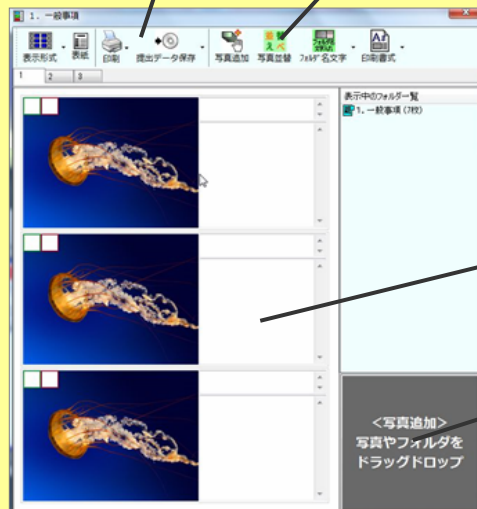 1. 一般事項
表示形式
表紙
印刷
提出データ保存
写真追加
写真並替
フォルダ名文字
印刷書式
1
2
3
表示中のフォルダ一覧
1. 一般事項 (7枚)
<写真追加>
写真やフォルダを
ドラッグドロップ